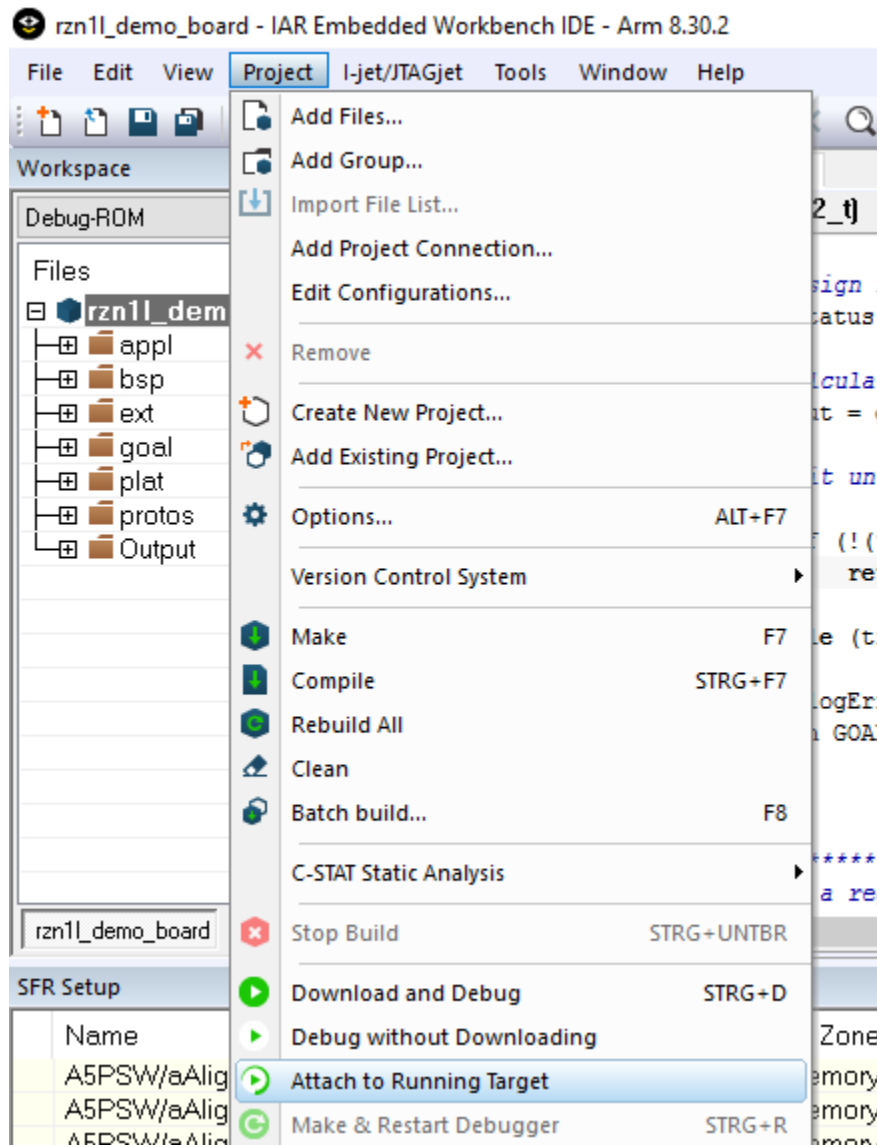 rzn1l_demo_board - IAR Embedded Workbench IDE - Arm 8.30.2
File Edit View Project I-jet/JTAGjet Tools Window Help
Workspace
Debug-ROM
Files
rzn1l_dem
appl
bsp
ext
goal
plat
protos
Output
rzn1l_demo_board
SFR Setup
Name
A5PSW/aAlig
A5PSW/aAlig
A5PSW/aAlig
Add Files...
Add Group...
Import File List...
Add Project Connection...
Edit Configurations...
Remove
Create New Project...
Add Existing Project...
Options... ALT+F7
Version Control System
Make F7
Compile STRG+F7
Rebuild All
Clean
Batch build... F8
C-STAT Static Analysis
Stop Build STRG+UNTBR
Download and Debug STRG+D
Debug without Downloading
Attach to Running Target
Make & Restart Debugger STRG+R
2_t)
sign
tatus
lcula
ut =
it un
(!(
re
le (t
logEr
n GOA
*****
a re
Zone
emory
emory